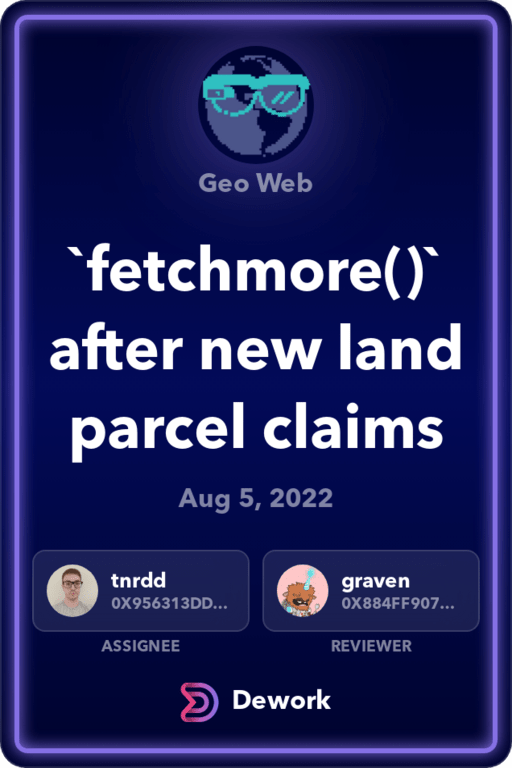 Geo Web
`fetchmore()`
after new land
parcel claims
Aug 5, 2022
tnrdd
0X956313DD...
ASSIGNEE
graven
0X884FF907...
REVIEWER
Dework